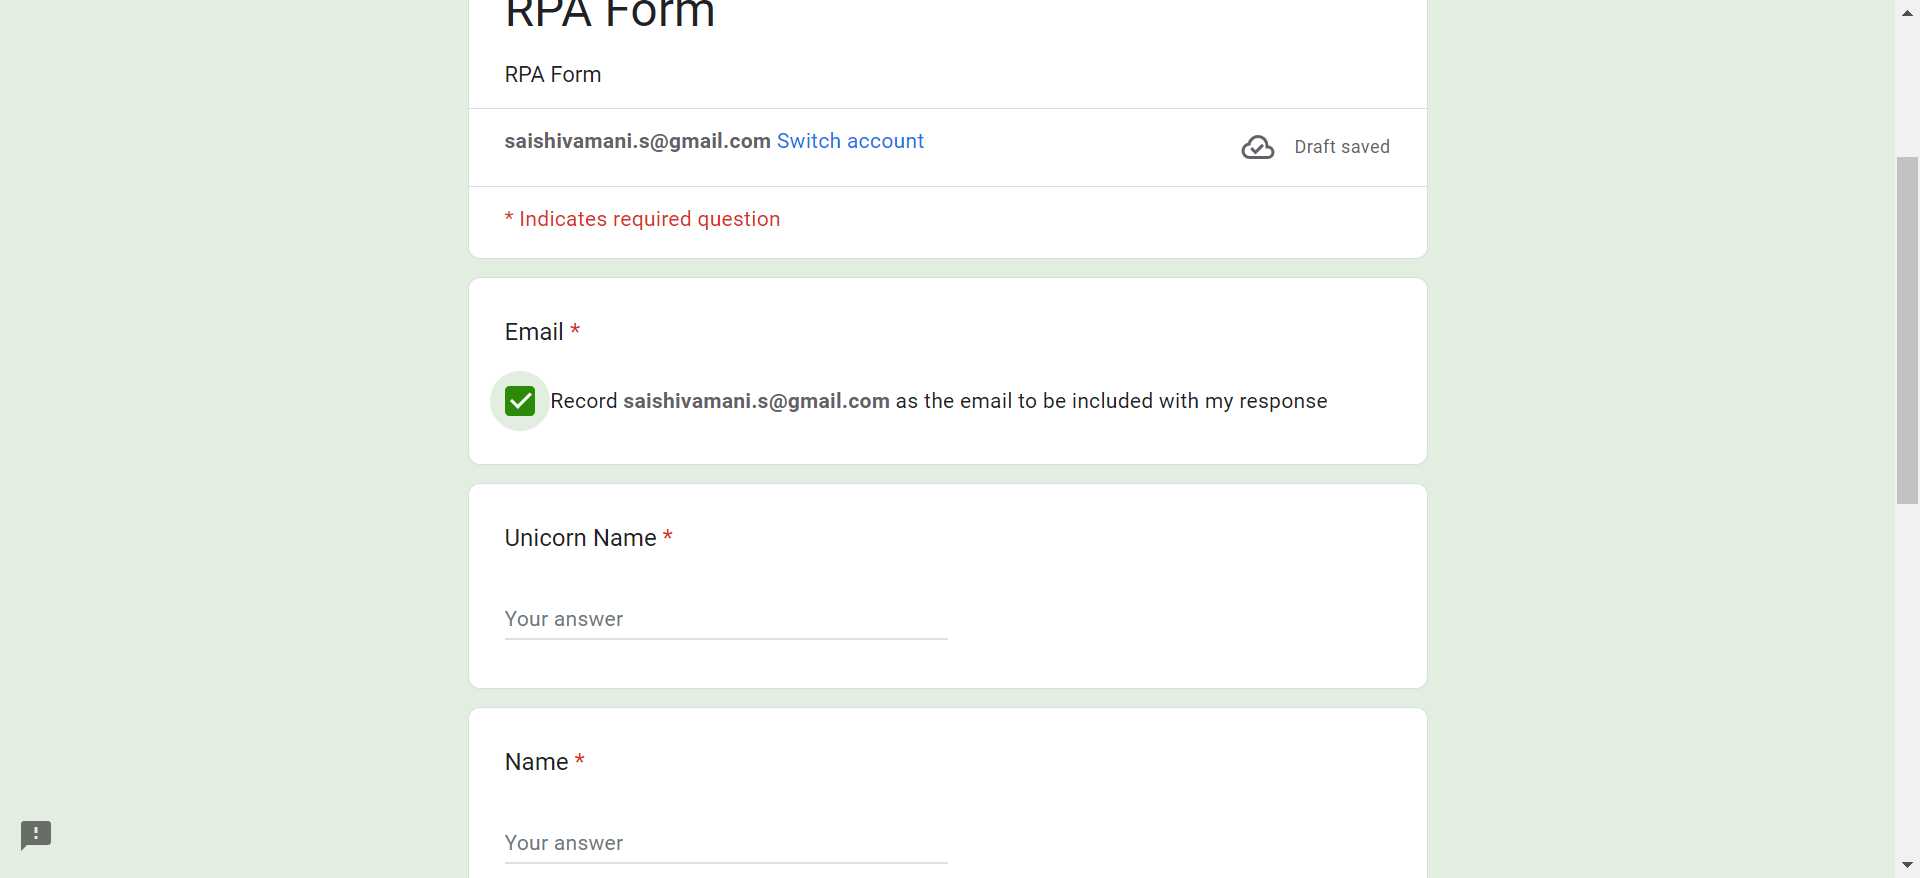 RPA Form
RPA Form
saishivamani.s@gmail.com Switch account
Draft saved
* Indicates required question
Email *
Record saishivamani.s@gmail.com as the email to be included with my response
Unicorn Name *
Your answer
Name *
Your answer